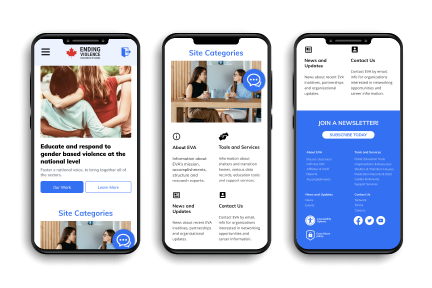 ENDING
VIOLENCE
Educate and respond to
gender based violence at the
national level
Foster a national voice, to bring together all of
the sectors.
Our Work
Learn More
Site Categories
Site Categories
About EVA
Information about
EVA's mission,
accomplishments,
structure and
research reports.
Tools and Services
Information about
shelters and transition
homes, various data
records, education tools
and support services.
News and
Updates
News about recent EVA
inatives, partnerships
and organizational
updates.
Contact Us
Contact EVA by email,
info for organizations
interested in networking
opportunities and
career information.
News and
Updates
News about recent EVA
inatives, partnerships
and organizational
updates.
Contact Us
Contact EVA by email,
info for organizations
interested in networking
opportunities and
career information.
JOIN A NEWSLETTER!
SUBSCRIBE TODAY
About EVA
Tools and Services
News and Updates
News
Contact Us